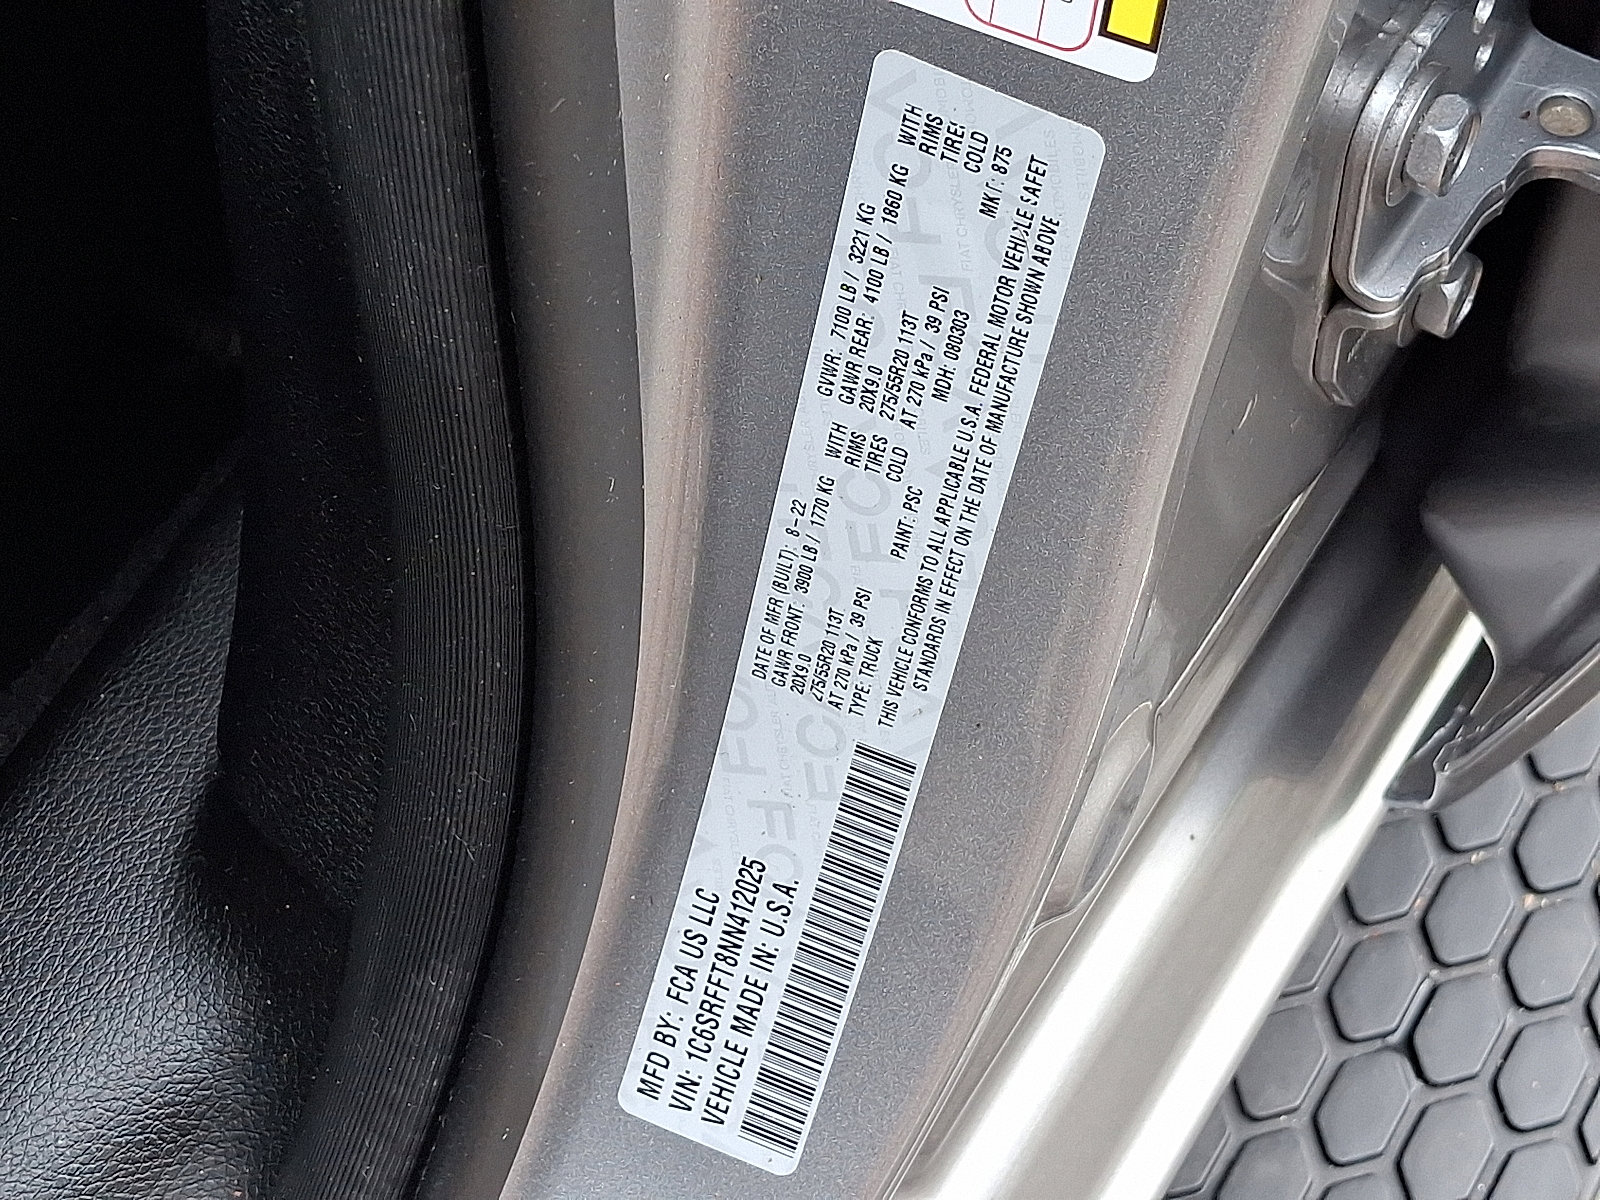 MFD BY: FCA US LLC
VIN: 1C6SRFFT8NN412025
VEHICLE MADE IN: U.S.A.
DATE OF MFR (BUILT): 8-22 GVWR: 7100 LB / 3221 KG
GAWR FRONT: 3900 LB / 1770 KG WITH GAWR REAR: 4100 LB / 1860 KG WITH
20X9.0 RIMS 20X9.0 RIMS
275/55R20 113T TIRES 275/55R20 113T TIRES
AT 270 kPa / 39 PSI COLD AT 270 kPa / 39 PSI COLD
TYPE: TRUCK PAINT: PSC MDH: 080303 MKT: 875
THIS VEHICLE CONFORMS TO ALL APPLICABLE U.S.A. FEDERAL MOTOR VEHICLE SAFET
STANDARDS IN EFFECT ON THE DATE OF MANUFACTURE SHOWN ABOVE